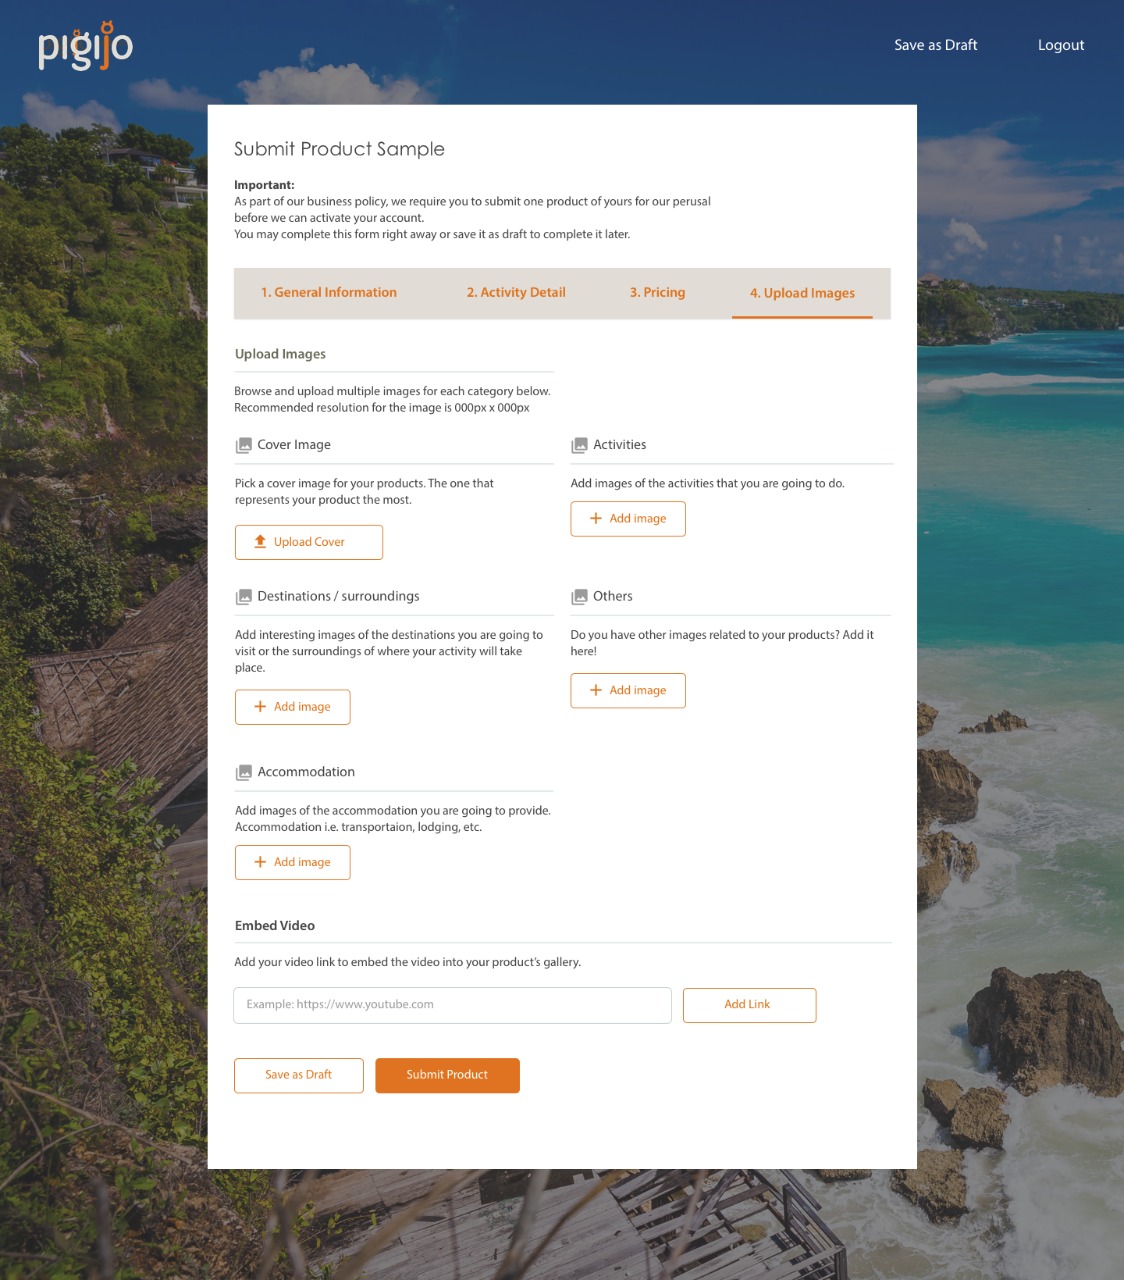 pigijo
Save as Draft
Logout
Submit Product Sample
Important:
As part of our business policy, we require you to submit one product of yours for our perusal
before we can activate your account.
You may complete this form right away or save it as draft to complete it later.
1. General Information
2. Activity Detail
3. Pricing
4. Upload Images
Upload Images
Browse and upload multiple images for each category below.
Recommended resolution for the image is 000px x 000px
Cover Image
Pick a cover image for your products. The one that
represents your product the most.
Upload Cover
Activities
Add images of the activities that you are going to do.
Add image
Destinations / surroundings
Add interesting images of the destinations you are going to
visit or the surroundings of where your activity will take
place.
Add image
Others
Do you have other images related to your products? Add it
here!
Add image
Accommodation
Add images of the accommodation you are going to provide.
Accommodation i.e. transportaion, lodging, etc.
Add image
Embed Video
Add your video link to embed the video into your product's gallery.
Example: https://www.youtube.com
Add Link
Save as Draft
Submit Product